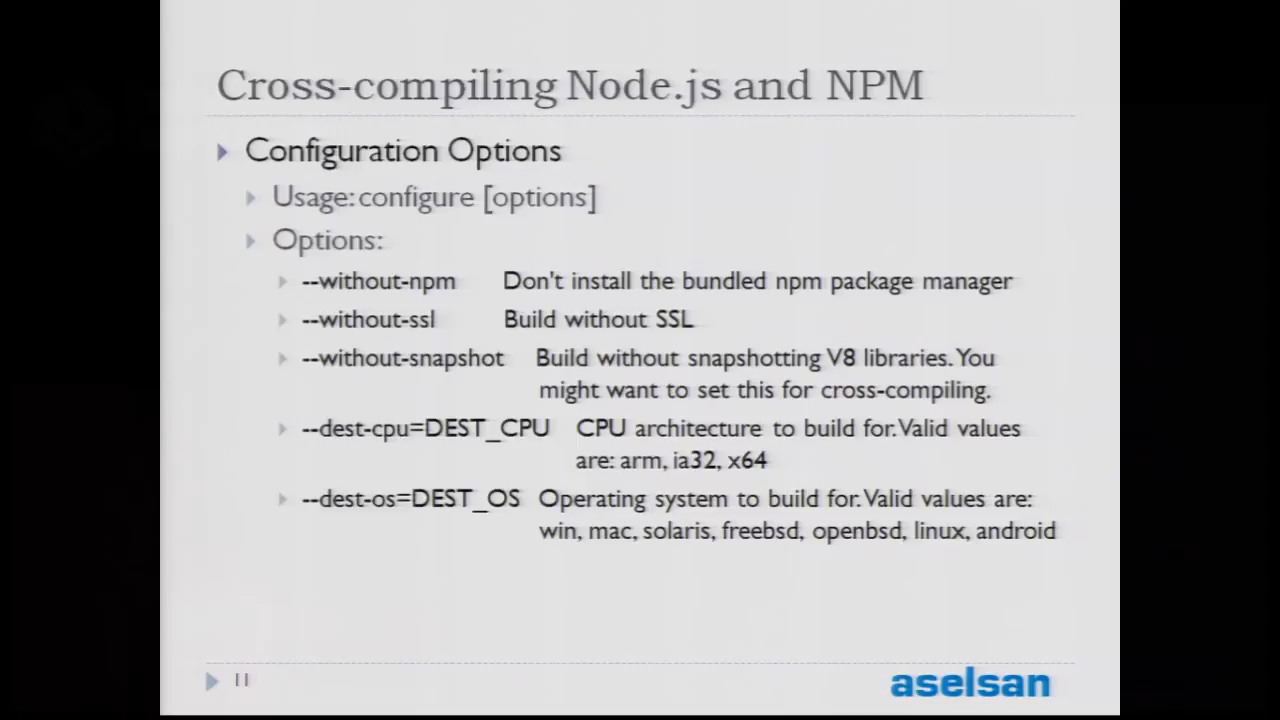 Cross-compiling Node.js and NPM
Configuration Options
Usage: configure [options]
Options:
--without-npm Don't install the bundled npm package manager
--without-ssl Build without SSL
--without-snapshot Build without snapshotting V8 libraries. You
might want to set this for cross-compiling.
--dest-cpu=DEST_CPU CPU architecture to build for. Valid values
are: arm, ia32, x64
--dest-os=DEST_OS Operating system to build for. Valid values are:
win, mac, solaris, freebsd, openbsd, linux, android
11
aselsan